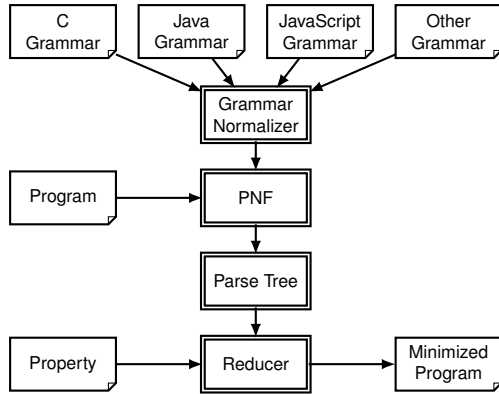 C
Grammar
Java
Grammar
JavaScript
Grammar
Other
Grammar
Grammar
Normalizer
Program
PNF
Parse Tree
Property
Reducer
Minimized
Program